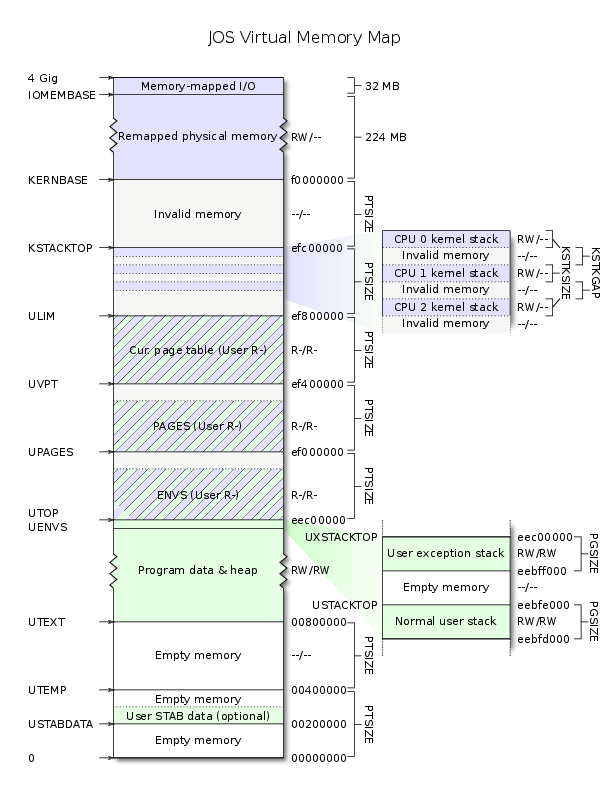 JOS Virtual Memory Map
4 Gig
Memory-mapped I/O
32 MB
IOMEMBASE
Remapped physical memory
RW/--
224 MB
KERNBASE
f0000000
Invalid memory
--/--
PTSIZE
KSTACKTOP
efc00000
PTSIZE
CPU 0 kernel stack
RW/--
Invalid memory
--/--
CPU 1 kernel stack
RW/--
Invalid memory
--/--
CPU 2 kernel stack
RW/--
Invalid memory
--/--
KSTKSIZE
KSTKGAP
ULIM
ef800000
Cur. page table (User R-)
R-/R-
PTSIZE
UVPT
ef400000
PAGES (User R-)
R-/R-
PTSIZE
UPAGES
ef000000
ENVS (User R-)
R-/R-
PTSIZE
UTOP
UENVS
eec00000
Program data & heap
RW/RW
UXSTACKTOP
eec00000
User exception stack
RW/RW
PGSIZE
eebff000
Empty memory
--/--
USTACKTOP
eebfe000
Normal user stack
RW/RW
PGSIZE
eebfd000
UTEXT
00800000
Empty memory
--/--
PTSIZE
UTEMP
00400000
Empty memory
User STAB data (optional)
PTSIZE
USTABDATA
00200000
Empty memory
0
00000000